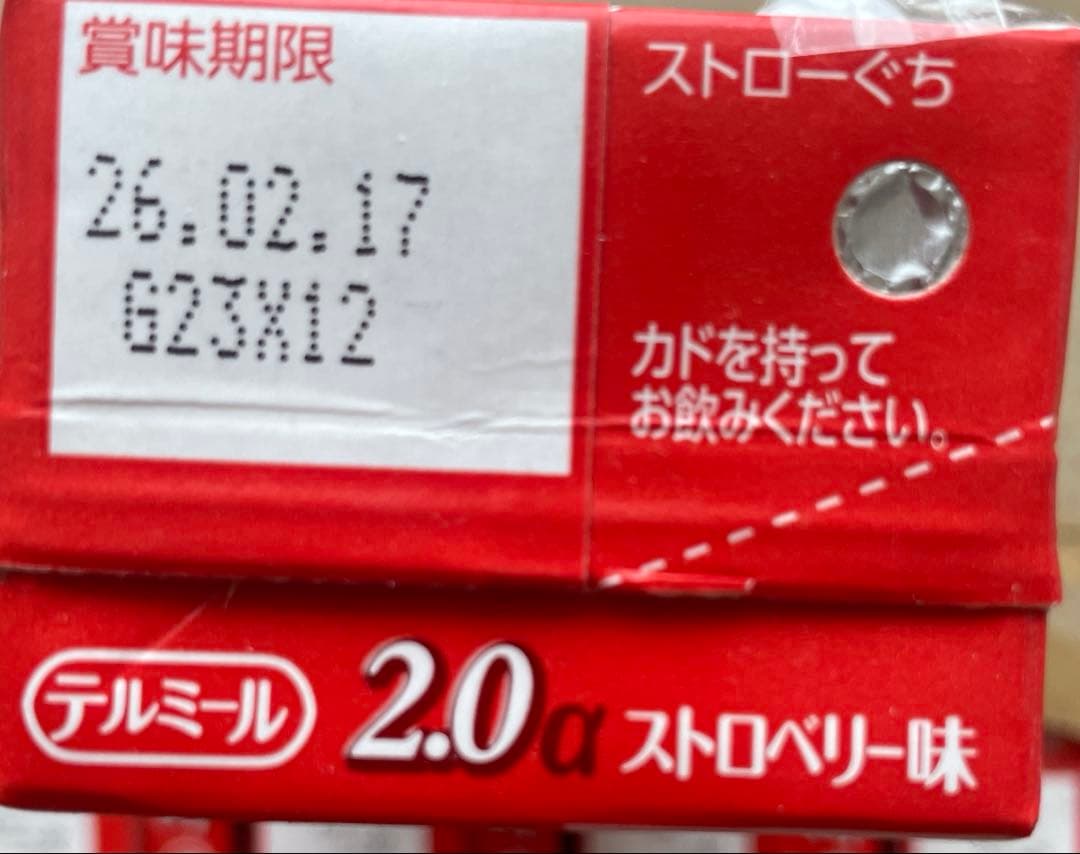 賞味期限
26.02.17
G23X12
ストローぐち
カドを持って
お飲みください。
テルミール 2.0α ストロベリー味